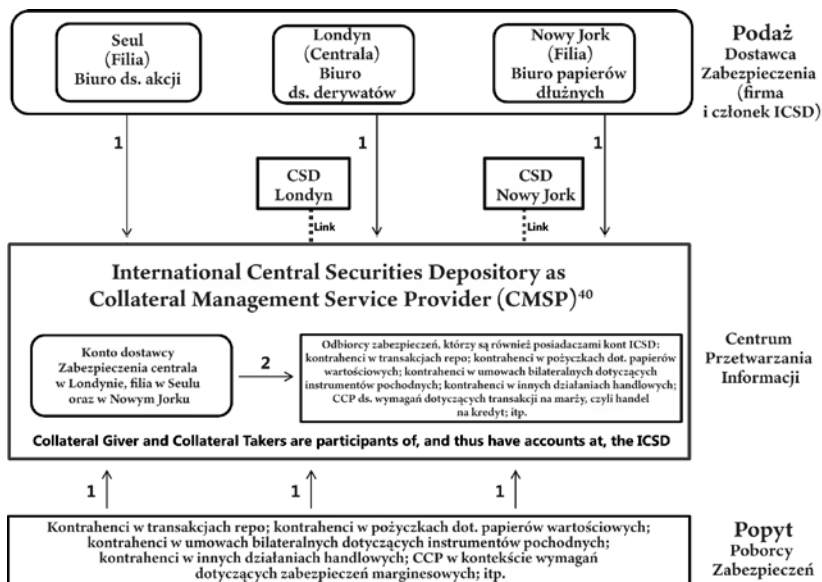 Seul
(Filia)
Biuro ds. akcji
Londyn
(Centrala)
Biuro
ds. derywatów
Nowy Jork
(Filia)
Biuro papierów
dłużnych
Podaż
Dostawca
Zabezpieczenia
(firma
i członek ICSD)
1
1
1
CSD
Londyn
CSD
Nowy Jork
Link
Link
International Central Securities Depository as
Collateral Management Service Provider (CMSP)⁴⁰
Konto dostawcy
Zabezpieczenia centrala
w Londynie, filia w Seulu
oraz w Nowym Jorku
2
Odbiorcy zabezpieczeń, którzy są również posiadaczami kont ICSD:
kontrahenci w transakcjach repo; kontrahenci w pożyczkach dot. papierów
wartościowych; kontrahenci w umowach bilateralnych dotyczących
instrumentów pochodnych; kontrahenci w innych działaniach handlowych;
CCP ds. wymagań dotyczących transakcji na marży, czyli handel
na kredyt; itp.
Collateral Giver and Collateral Takers are participants of, and thus have accounts at, the ICSD
Centrum
Przetwarzania
Informacji
1
1
1
Kontrahenci w transakcjach repo; kontrahenci w pożyczkach dot. papierów wartościowych;
kontrahenci w umowach bilateralnych dotyczących instrumentów pochodnych;
kontrahenci w innych działaniach handlowych; CCP w kontekście wymagań
dotyczących zabezpieczeń marginesowych; itp.
Popyt
Poborcy
Zabezpieczeń